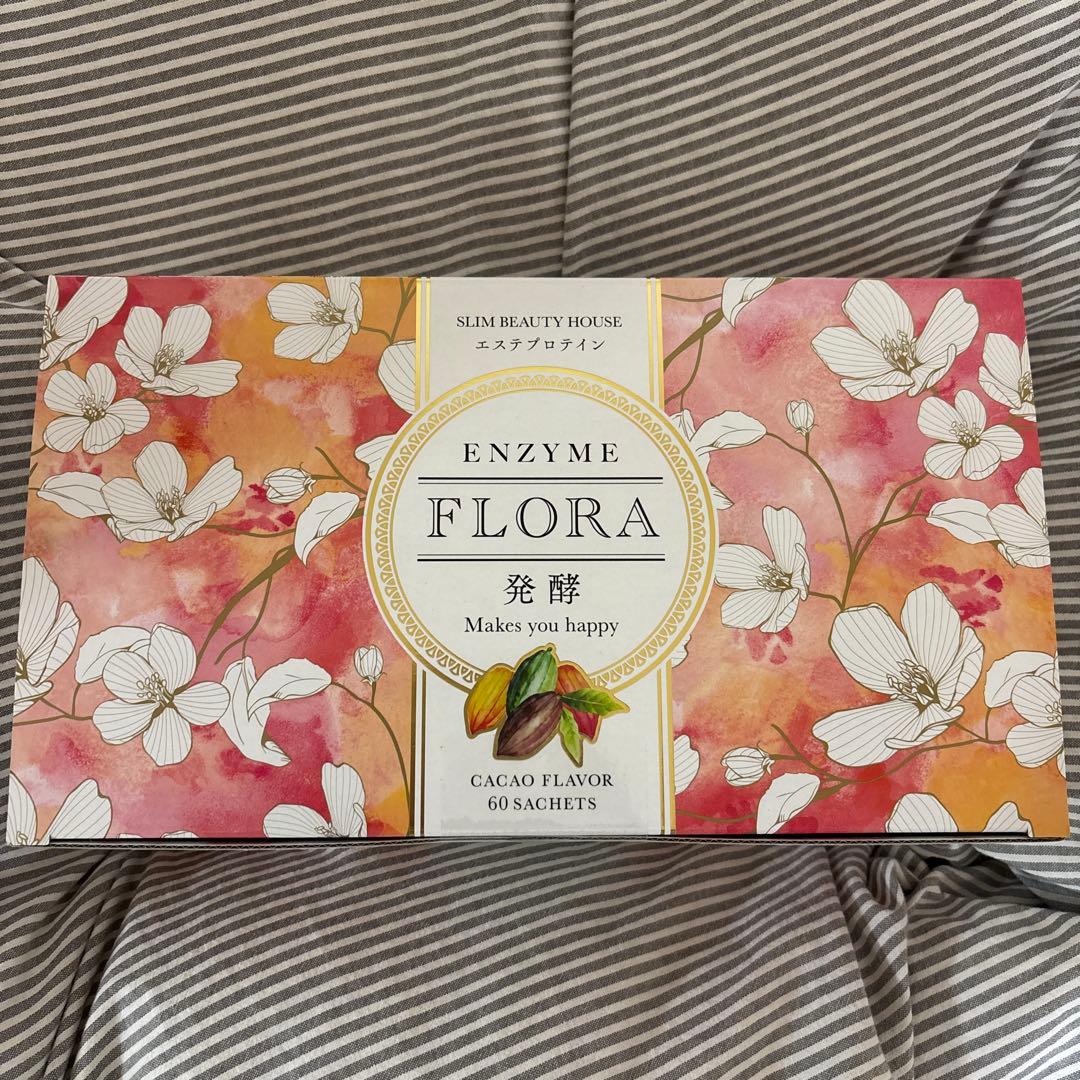 SLIM BEAUTY HOUSE
エステプロテイン
ENZYME
FLORA
発酵
Makes you happy
CACAO FLAVOR
60 SACHETS